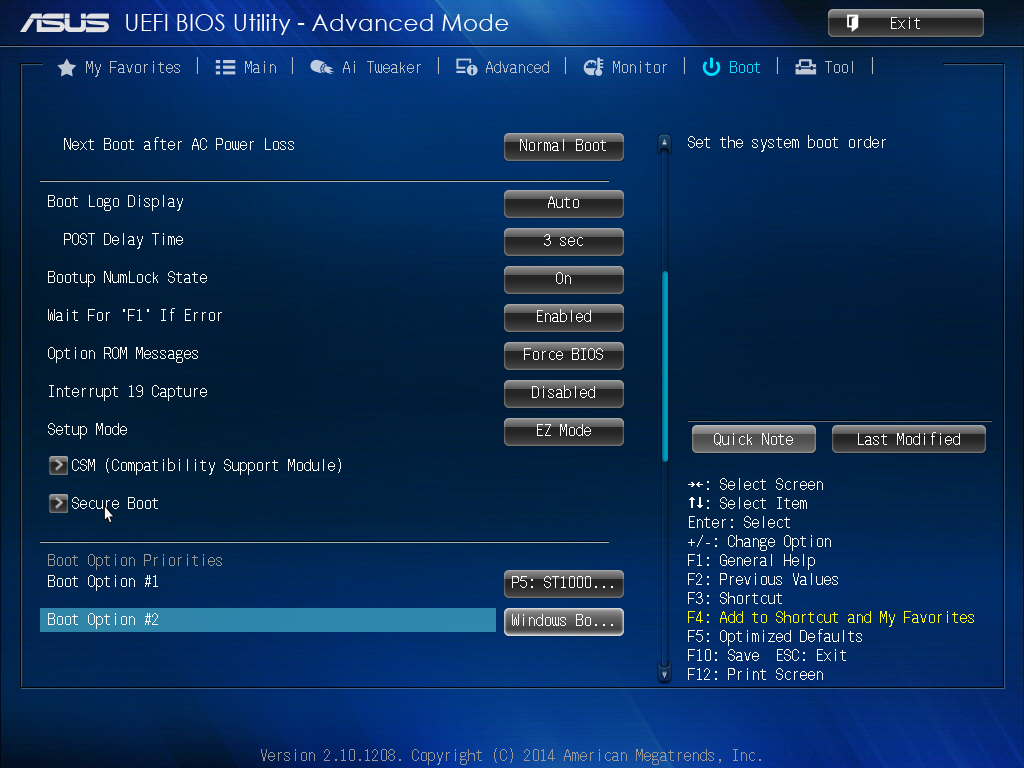 ASUS UEFI BIOS Utility - Advanced Mode Exit
My Favorites Main Ai Tweaker Advanced Monitor Boot Tool
Next Boot after AC Power Loss Normal Boot
Boot Logo Display Auto
POST Delay Time 3 sec
Bootup NumLock State On
Wait For 'F1' If Error Enabled
Option ROM Messages Force BIOS
Interrupt 19 Capture Disabled
Setup Mode EZ Mode
CSM (Compatibility Support Module)
Secure Boot
Boot Option Priorities
Boot Option #1 P5: ST1000...
Boot Option #2 Windows Bo...
Set the system boot order
Quick Note Last Modified
→←: Select Screen
↑↓: Select Item
Enter: Select
+/-: Change Option
F1: General Help
F2: Previous Values
F3: Shortcut
F4: Add to Shortcut and My Favorites
F5: Optimized Defaults
F10: Save ESC: Exit
F12: Print Screen
Version 2.10.1208. Copyright (C) 2014 American Megatrends, Inc.